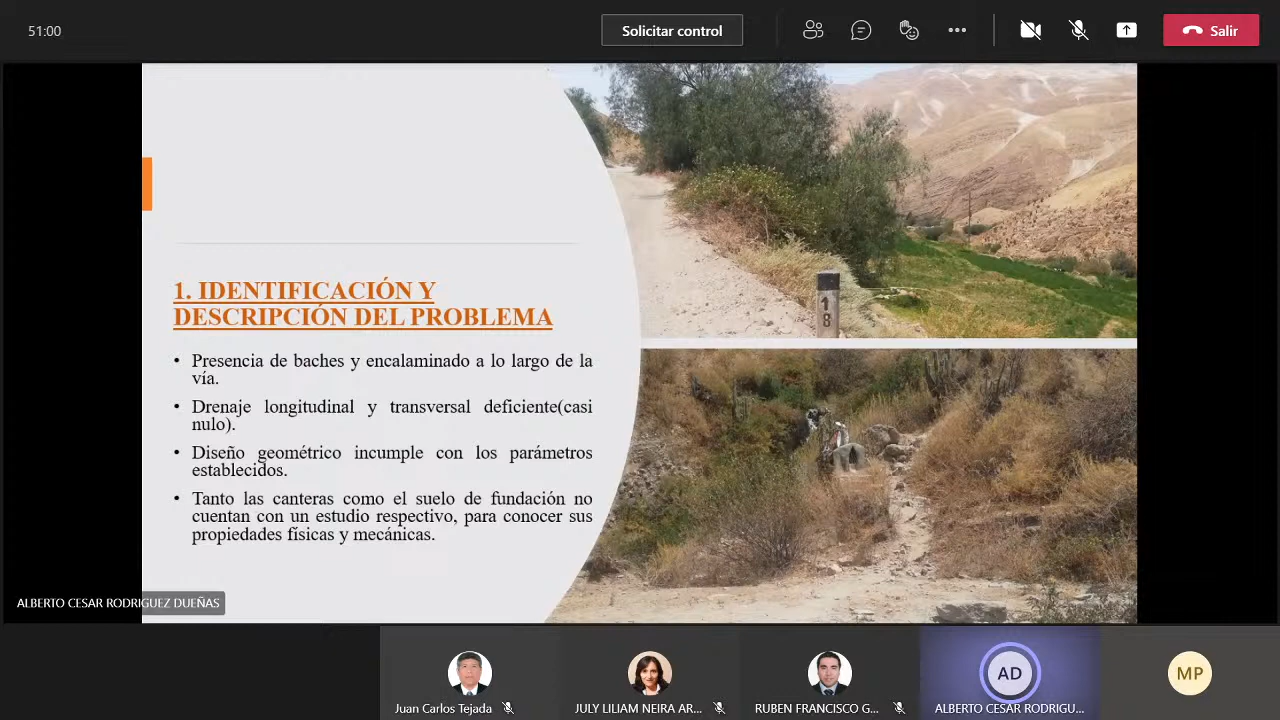 51:00
Solicitar control
Salir
1. IDENTIFICACIÓN Y
DESCRIPCIÓN DEL PROBLEMA
• Presencia de baches y encalaminado a lo largo de la
vía.
• Drenaje longitudinal y transversal deficiente(casi
nulo).
• Diseño geométrico incumple con los parámetros
establecidos.
• Tanto las canteras como el suelo de fundación no
cuentan con un estudio respectivo, para conocer sus
propiedades físicas y mecánicas.
18
ALBERTO CESAR RODRIGUEZ DUEÑAS
AD
MP
Juan Carlos Tejada
JULY LILIAM NEIRA AR...
RUBEN FRANCISCO G...
ALBERTO CESAR RODRIGU...